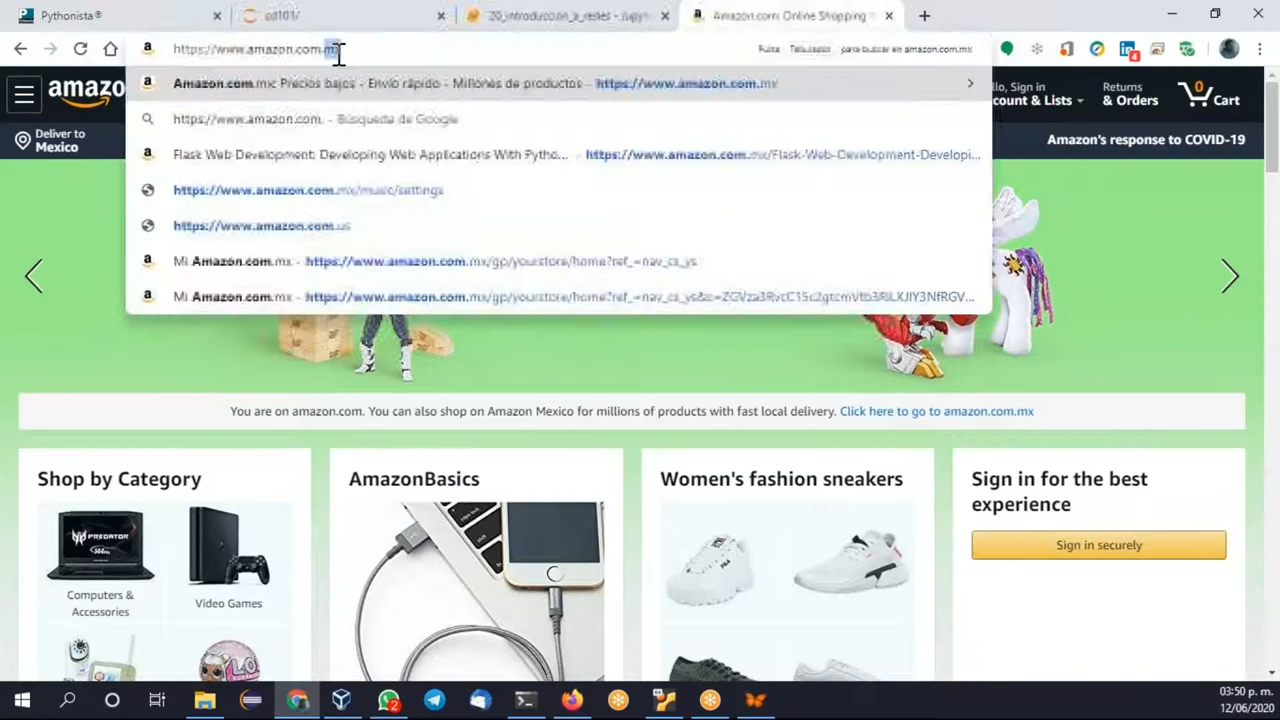 Pythonista®
cd101/
20_introduccion_a_redes - Jupyt
Amazon.com: Online Shopping
https://www.amazon.com.mx
para buscar en amazon.com.mx
Amazon.com.mx: Precios bajos - Envío rápido - Millones de productos - https://www.amazon.com.mx
https://www.amazon.com. - Búsqueda de Google
Flask Web Development: Developing Web Applications With Pytho... - https://www.amazon.com.mx/Flask-Web-Development-Developi...
https://www.amazon.com.mx/music/settings
https://www.amazon.com.us
Mi Amazon.com.mx - https://www.amazon.com.mx/gp/yourstore/home?ref_=nav_cs_ys
Mi Amazon.com.mx - https://www.amazon.com.mx/gp/yourstore/home?ref_=nav_cs_ys&
amazo
llo, Sign in
count & Lists
Returns
& Orders
0
Cart
Deliver to
Mexico
Amazon's response to COVID-19
You are on amazon.com. You can also shop on Amazon Mexico for millions of products with fast local delivery. Click here to go to amazon.com.mx
Shop by Category
PREDATOR
Computers &
Accessories
Video Games
AmazonBasics
Women's fashion sneakers
Sign in for the best
experience
Sign in securely
03:50 p. m.
12/06/2020